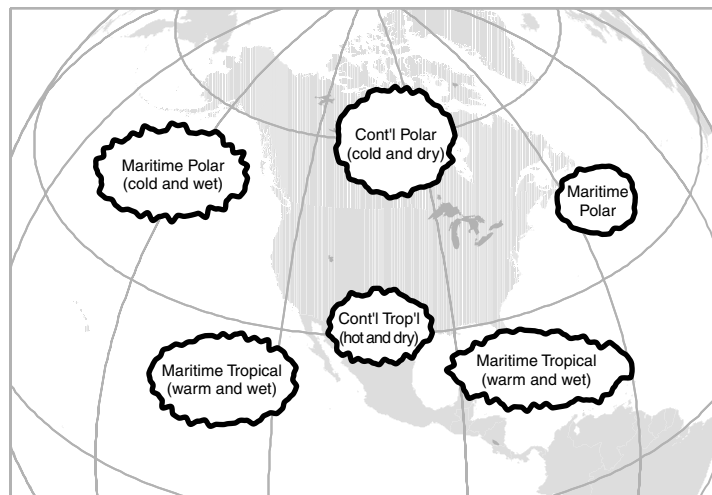 Cont'l Polar
(cold and dry)
Maritime Polar
(cold and wet)
Maritime
Polar
Cont'l Trop'l
(hot and dry)
Maritime Tropical
(warm and wet)
Maritime Tropical
(warm and wet)